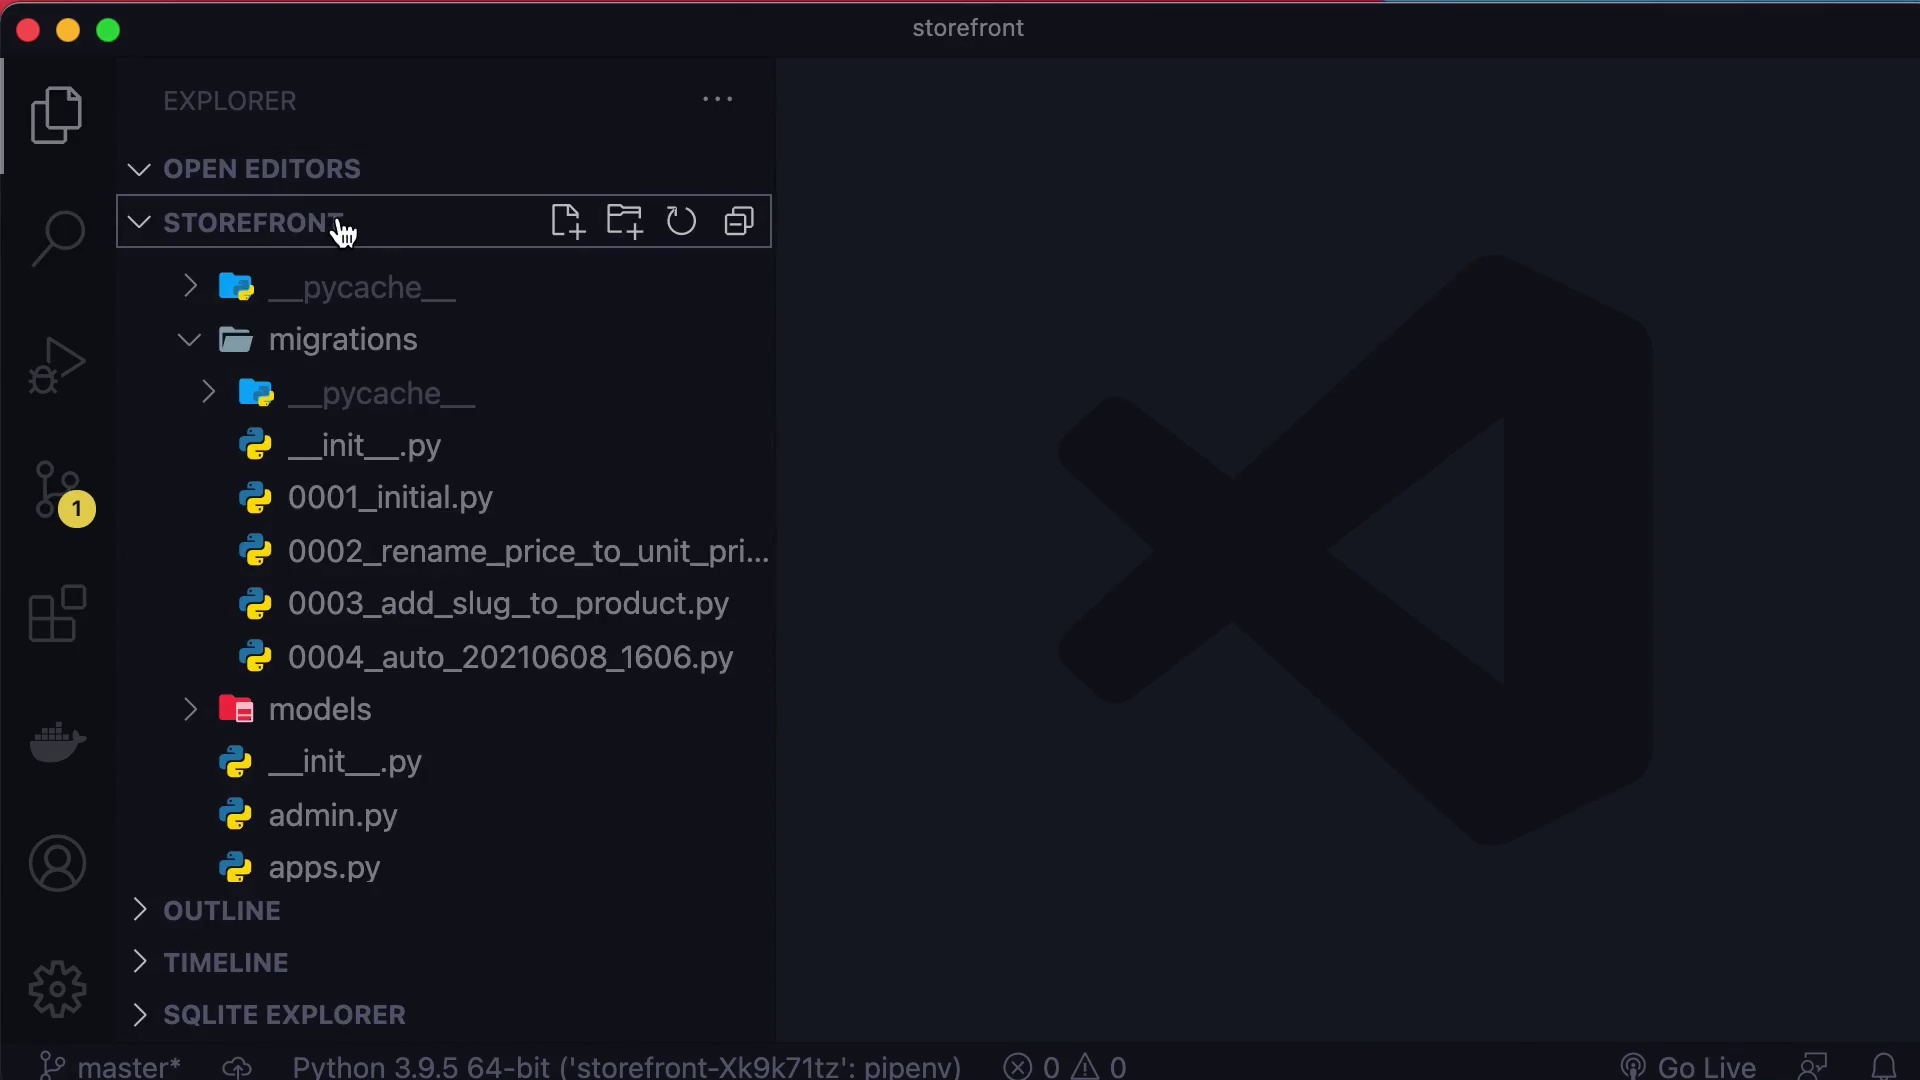 storefront
EXPLORER
OPEN EDITORS
STOREFRONT
__pycache__
migrations
__pycache__
__init__.py
0001_initial.py
0002_rename_price_to_unit_pri...
0003_add_slug_to_product.py
0004_auto_20210608_1606.py
models
__init__.py
admin.py
apps.py
OUTLINE
TIMELINE
SQLITE EXPLORER
1
master* Python 3.9.5 64-bit ('storefront-Xk9k71tz': pipenv) 0 0 Go Live